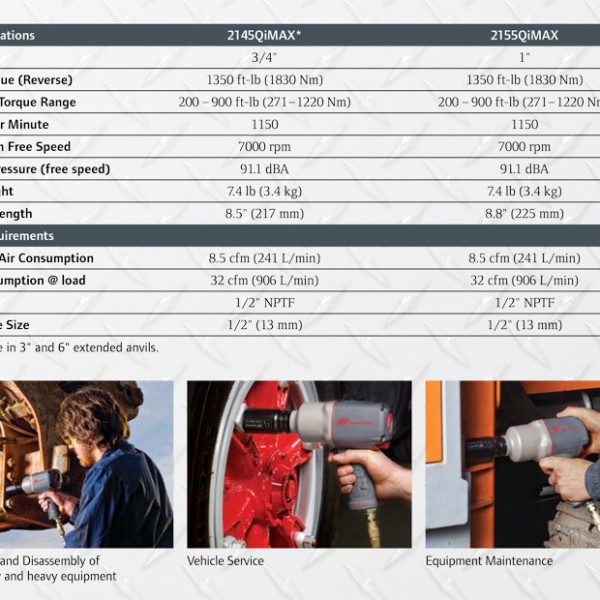 ations 2145QiMAX* 2155QiMAX
3/4" 1"
ue (Reverse) 1350 ft-lb (1830 Nm) 1350 ft-lb (1830 Nm)
Torque Range 200 – 900 ft-lb (271–1220 Nm) 200 – 900 ft-lb (271–1220 Nm
r Minute 1150 1150
n Free Speed 7000 rpm 7000 rpm
ressure (free speed) 91.1 dBA 91.1 dBA
ht 7.4 lb (3.4 kg) 7.4 lb (3.4 kg)
ength 8.5" (217 mm) 8.8" (225 mm)
uirements
Air Consumption 8.5 cfm (241 L/min) 8.5 cfm (241 L/min)
umption @ load 32 cfm (906 L/min) 32 cfm (906 L/min)
1/2" NPTF 1/2" NPTF
e Size 1/2" (13 mm) 1/2" (13 mm)
e in 3" and 6" extended anvils.
and Disassembly of
y and heavy equipment
Vehicle Service
Equipment Maintenance